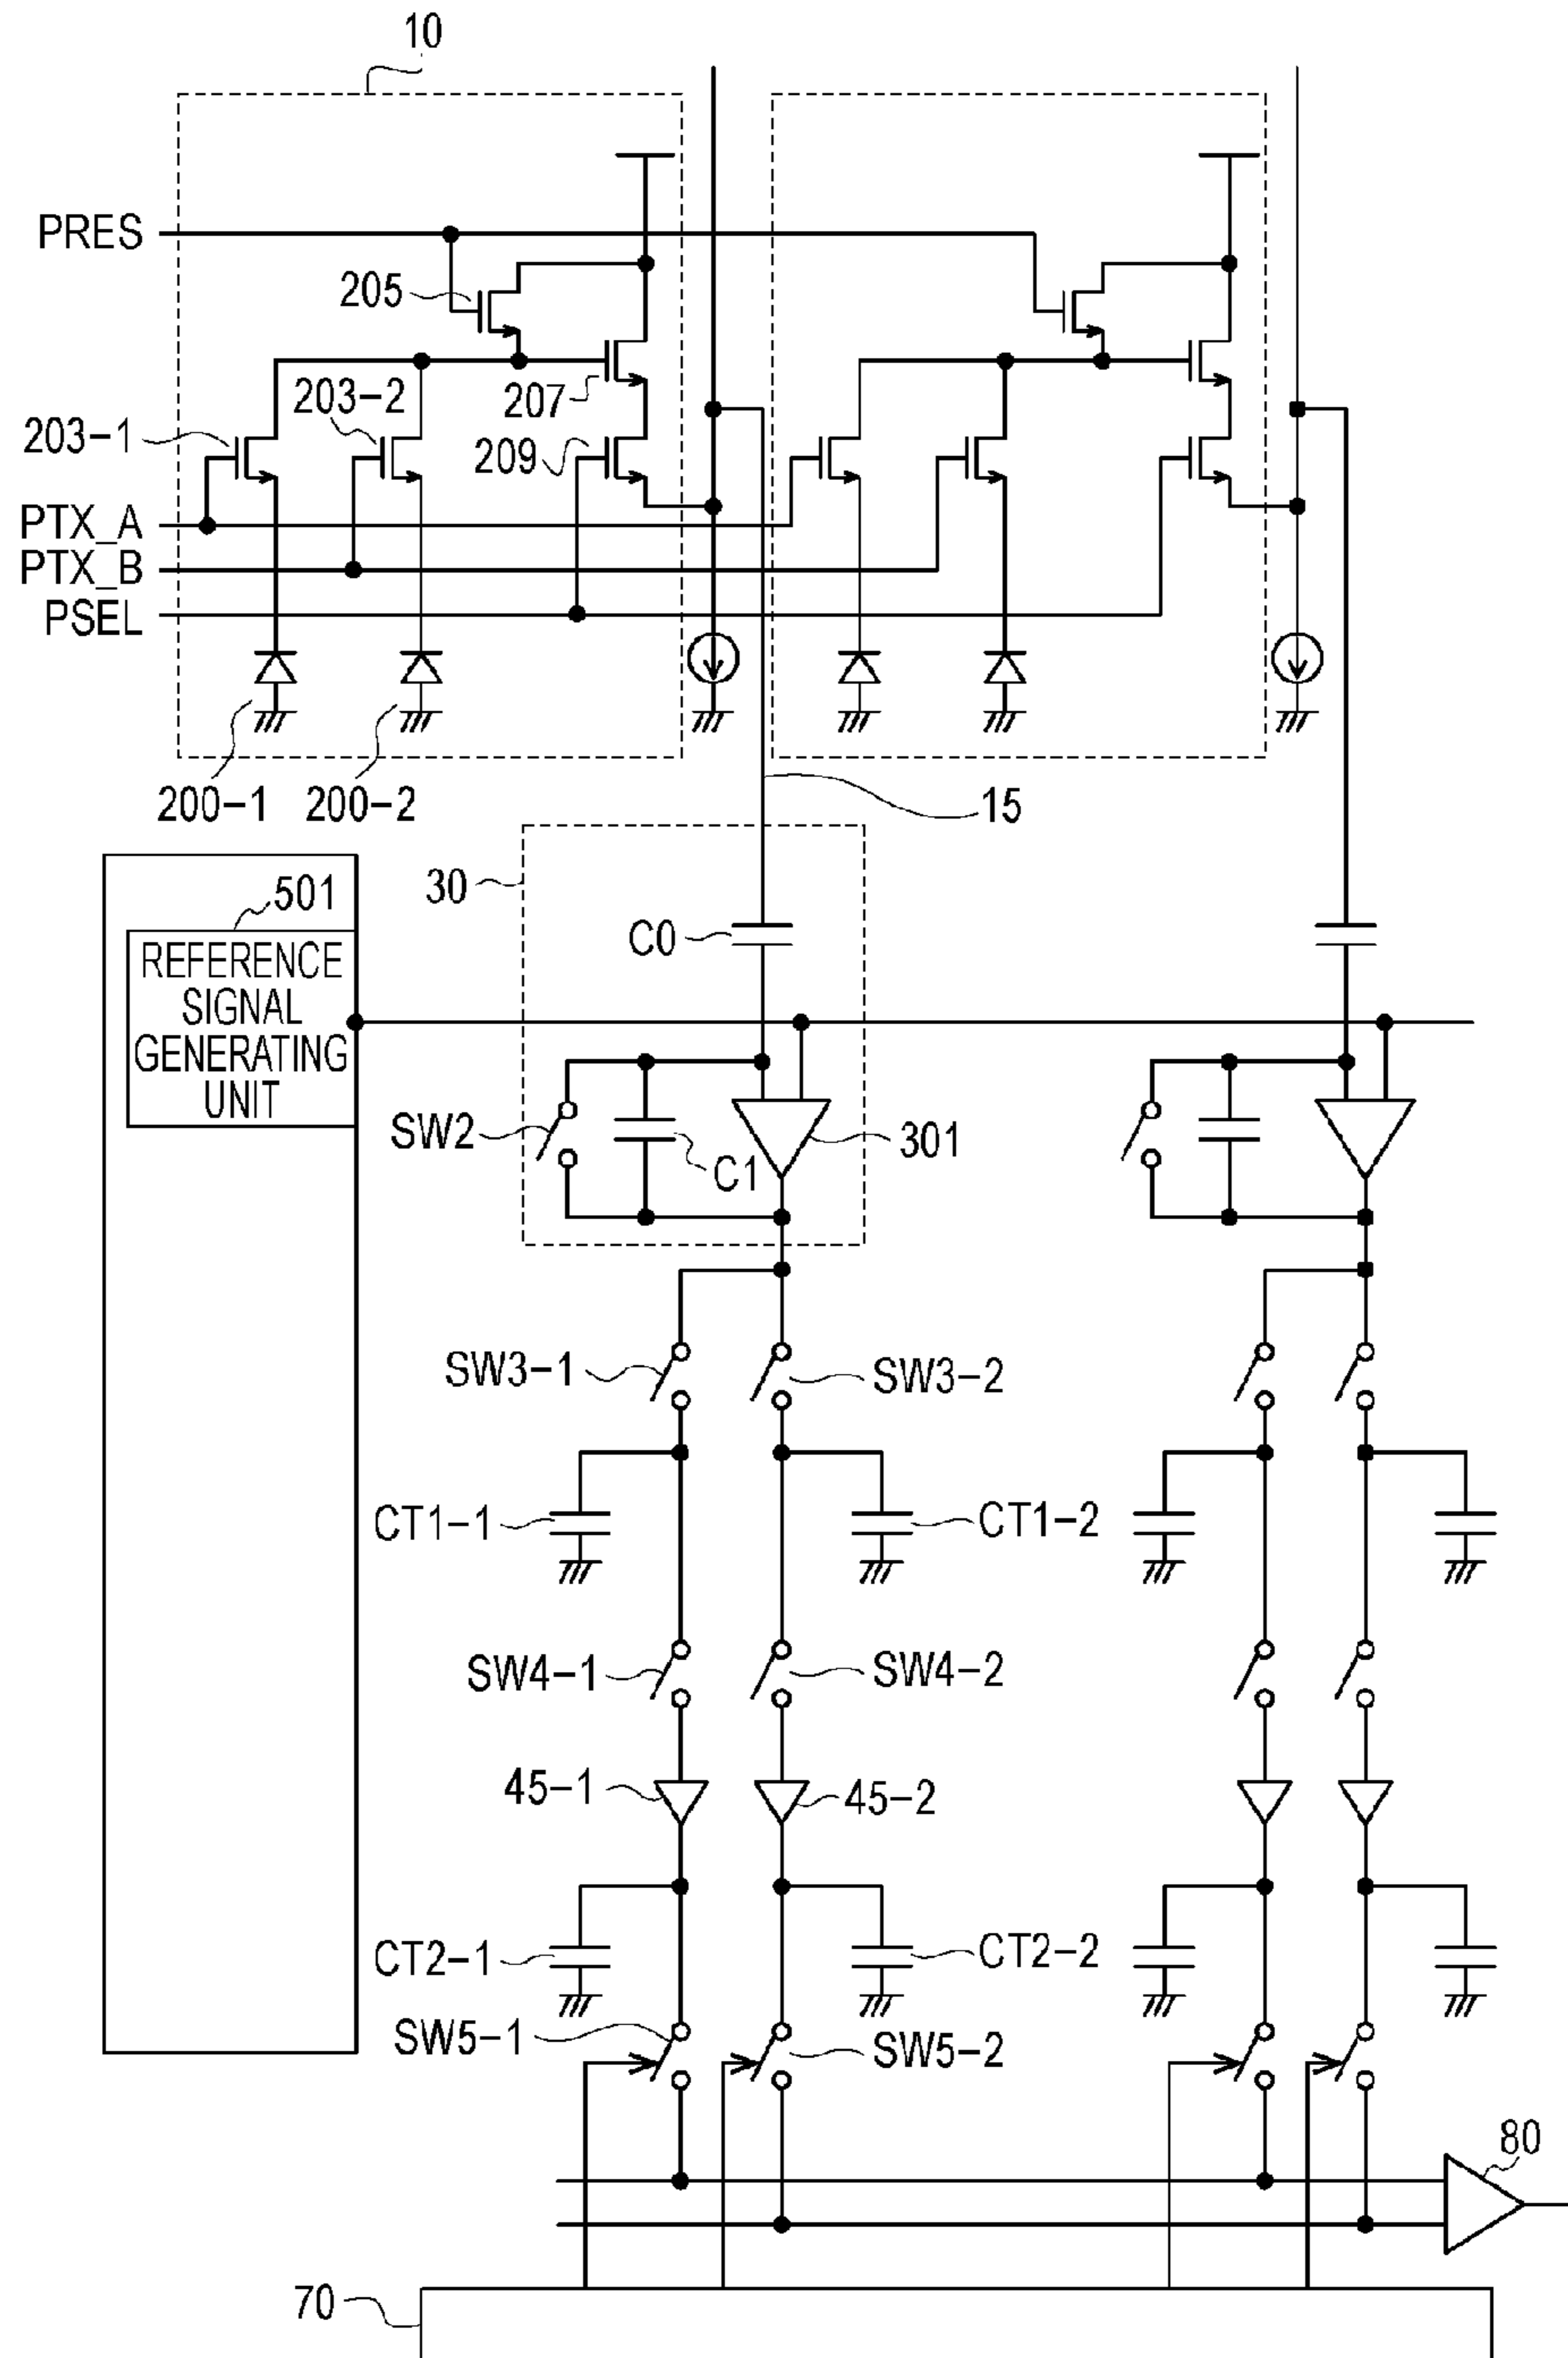 10
PRES
205
203-2
207
203-1
209
PTX_A
PTX_B
PSEL
200-1
200-2
15
30
501
C0
REFERENCE
SIGNAL
GENERATING
UNIT
SW2
C1
301
SW3-1
SW3-2
CT1-1
CT1-2
SW4-1
SW4-2
45-1
45-2
CT2-1
CT2-2
SW5-1
SW5-2
80
70